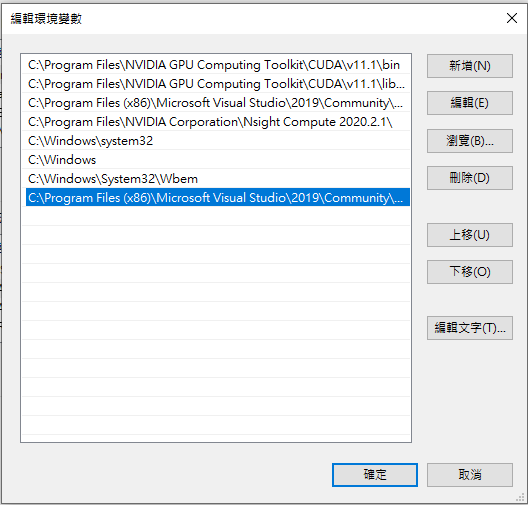 編輯環境變數
C:\Program Files\NVIDIA GPU Computing Toolkit\CUDA\v11.1\bin
C:\Program Files\NVIDIA GPU Computing Toolkit\CUDA\v11.1\lib...
C:\Program Files (x86)\Microsoft Visual Studio\2019\Community\...
C:\Program Files\NVIDIA Corporation\Nsight Compute 2020.2.1\
C:\Windows\system32
C:\Windows
C:\Windows\System32\Wbem
C:\Program Files (x86)\Microsoft Visual Studio\2019\Community\...
新增(N)
編輯(E)
瀏覽(B)...
刪除(D)
上移(U)
下移(O)
編輯文字(T)...
確定
取消